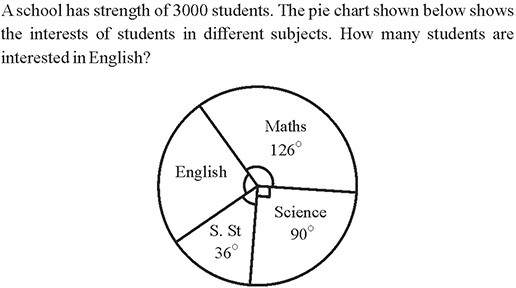 A school has strength of 3000 students. The pie chart shown below shows
the interests of students in different subjects. How many students are
interested in English?
Maths
126°
English
Science
90°
S. St
36°